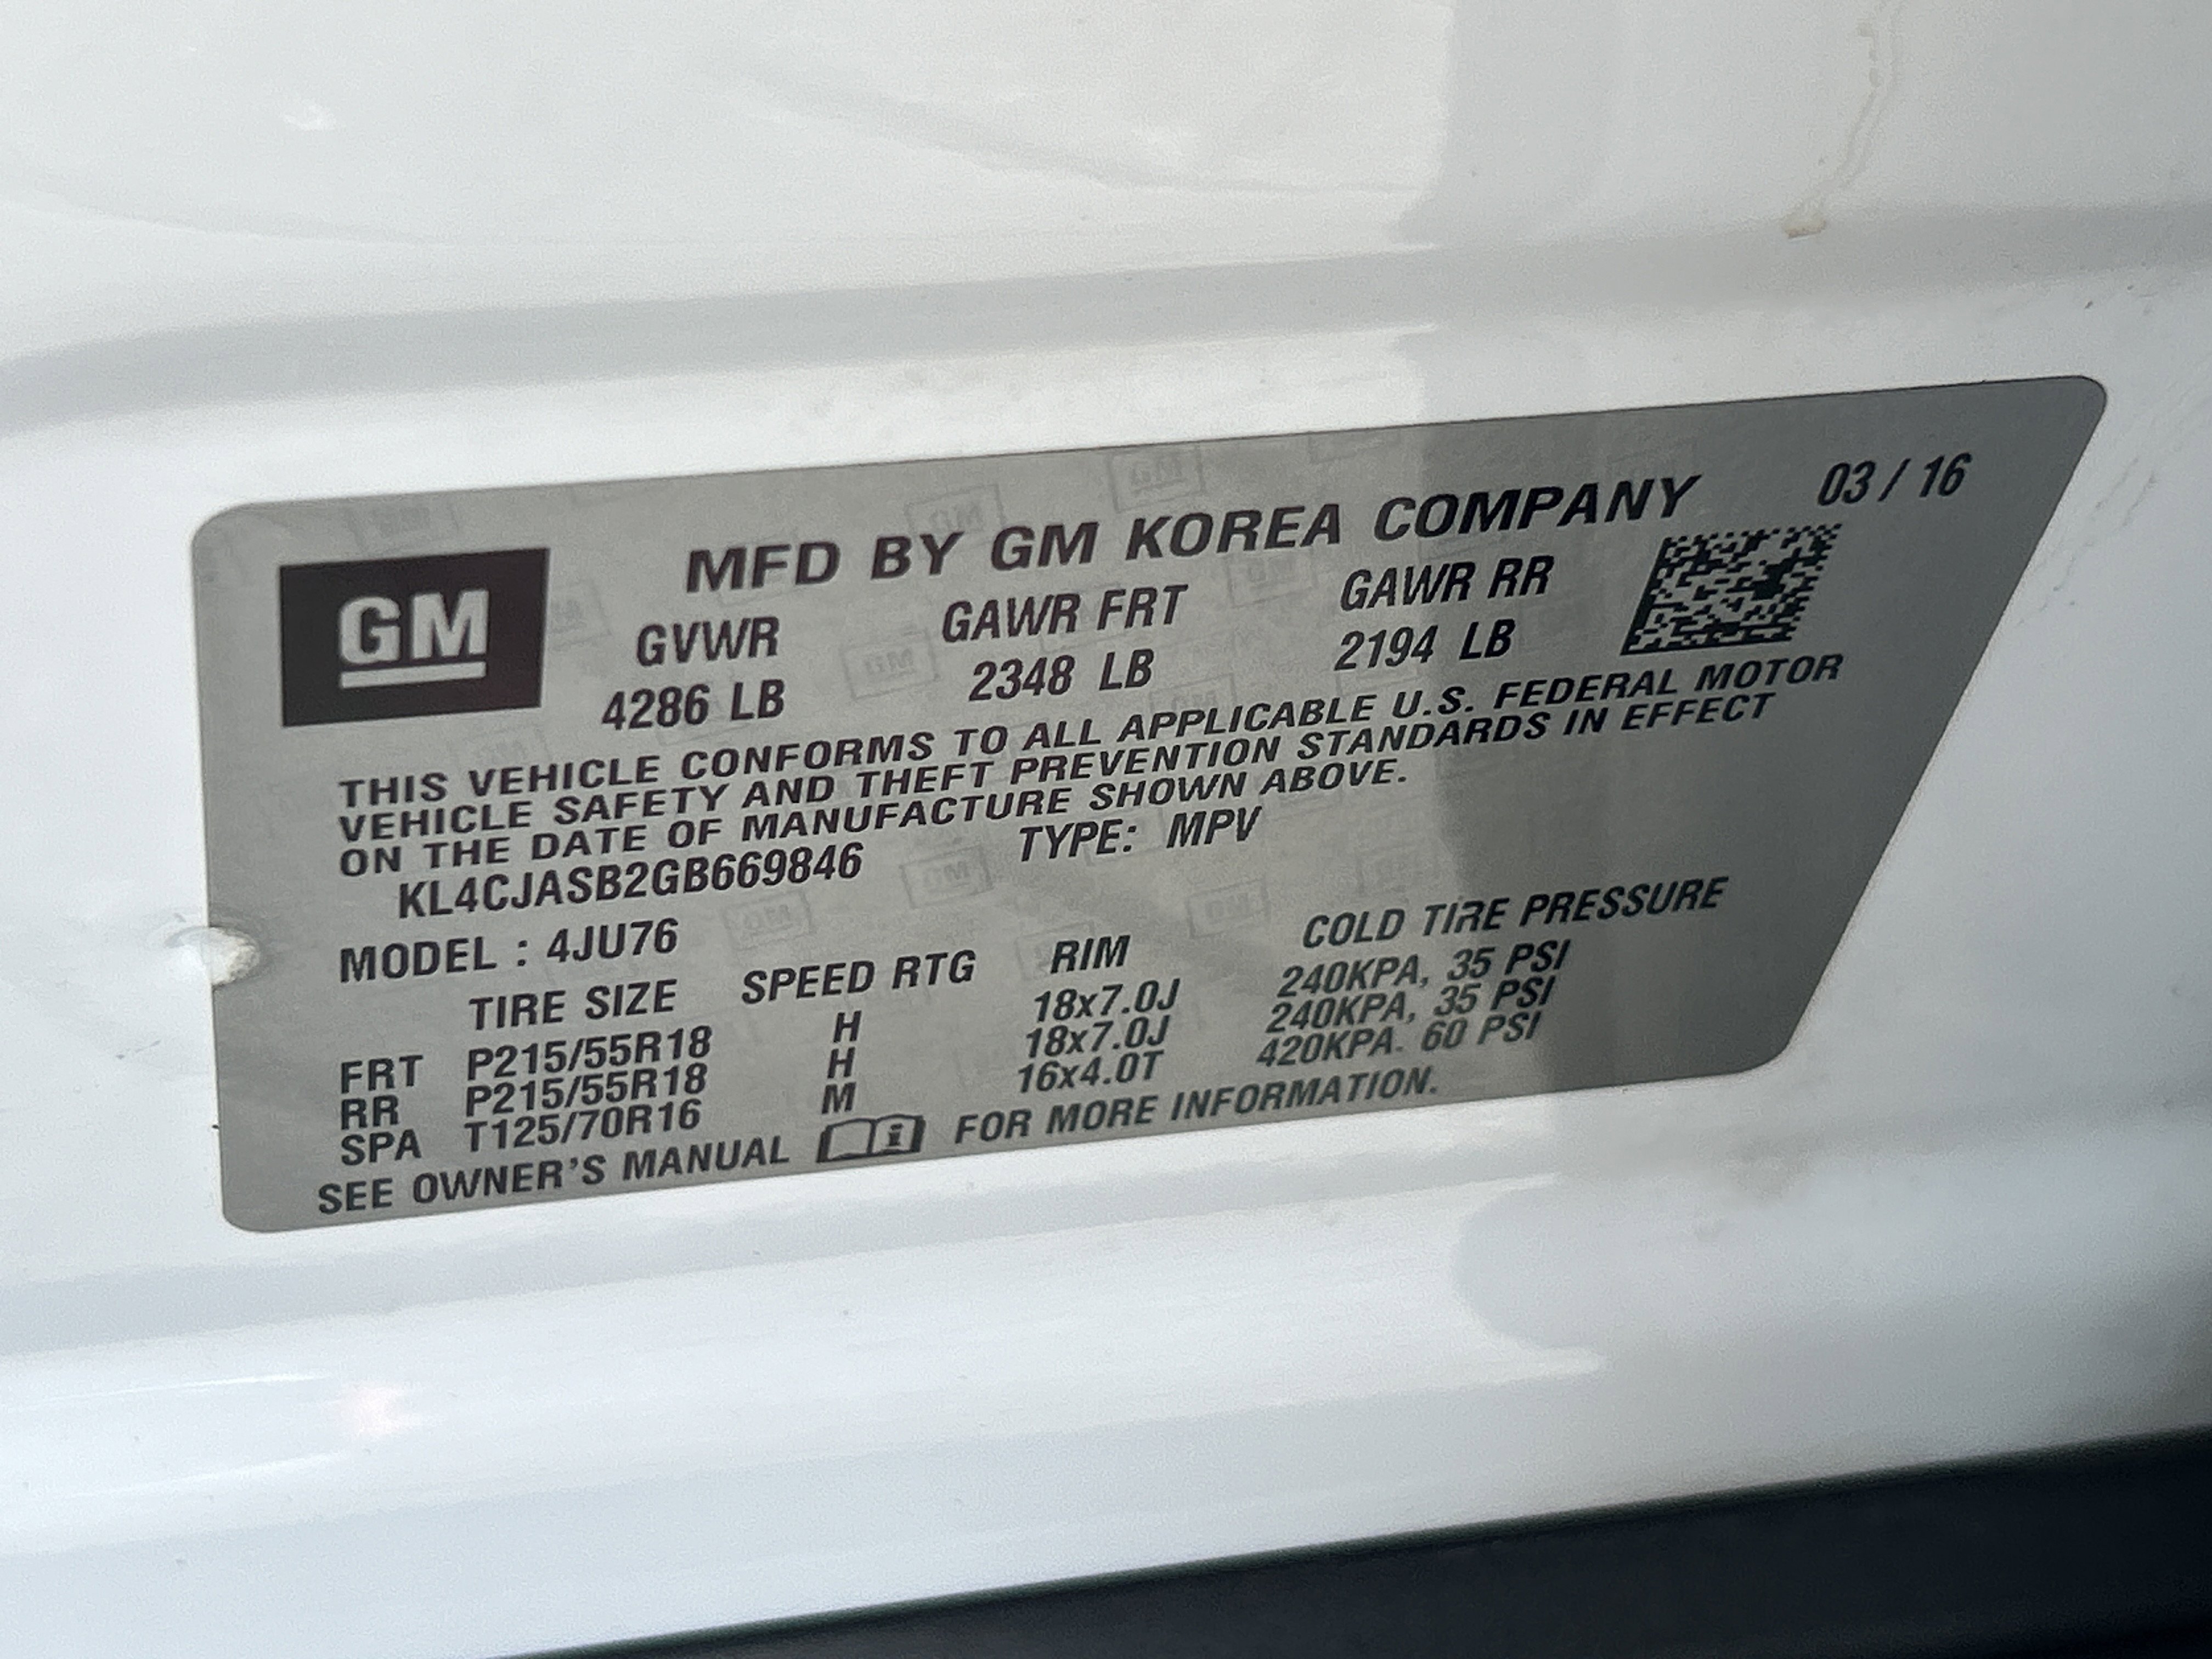 03 / 16
MFD BY GM KOREA COMPANY
GM
GVWR GAWR FRT GAWR RR
4286 LB 2348 LB 2194 LB
THIS VEHICLE CONFORMS TO ALL APPLICABLE U.S. FEDERAL MOTOR
VEHICLE SAFETY AND THEFT PREVENTION STANDARDS IN EFFECT
ON THE DATE OF MANUFACTURE SHOWN ABOVE.
KL4CJASB2GB669846 TYPE: MPV
MODEL : 4JU76
TIRE SIZE SPEED RTG RIM COLD TIRE PRESSURE
FRT P215/55R18 H 18x7.0J 240KPA, 35 PSI
RR P215/55R18 H 18x7.0J 240KPA, 35 PSI
SPA T125/70R16 M 16x4.0T 420KPA. 60 PSI
SEE OWNER'S MANUAL FOR MORE INFORMATION.